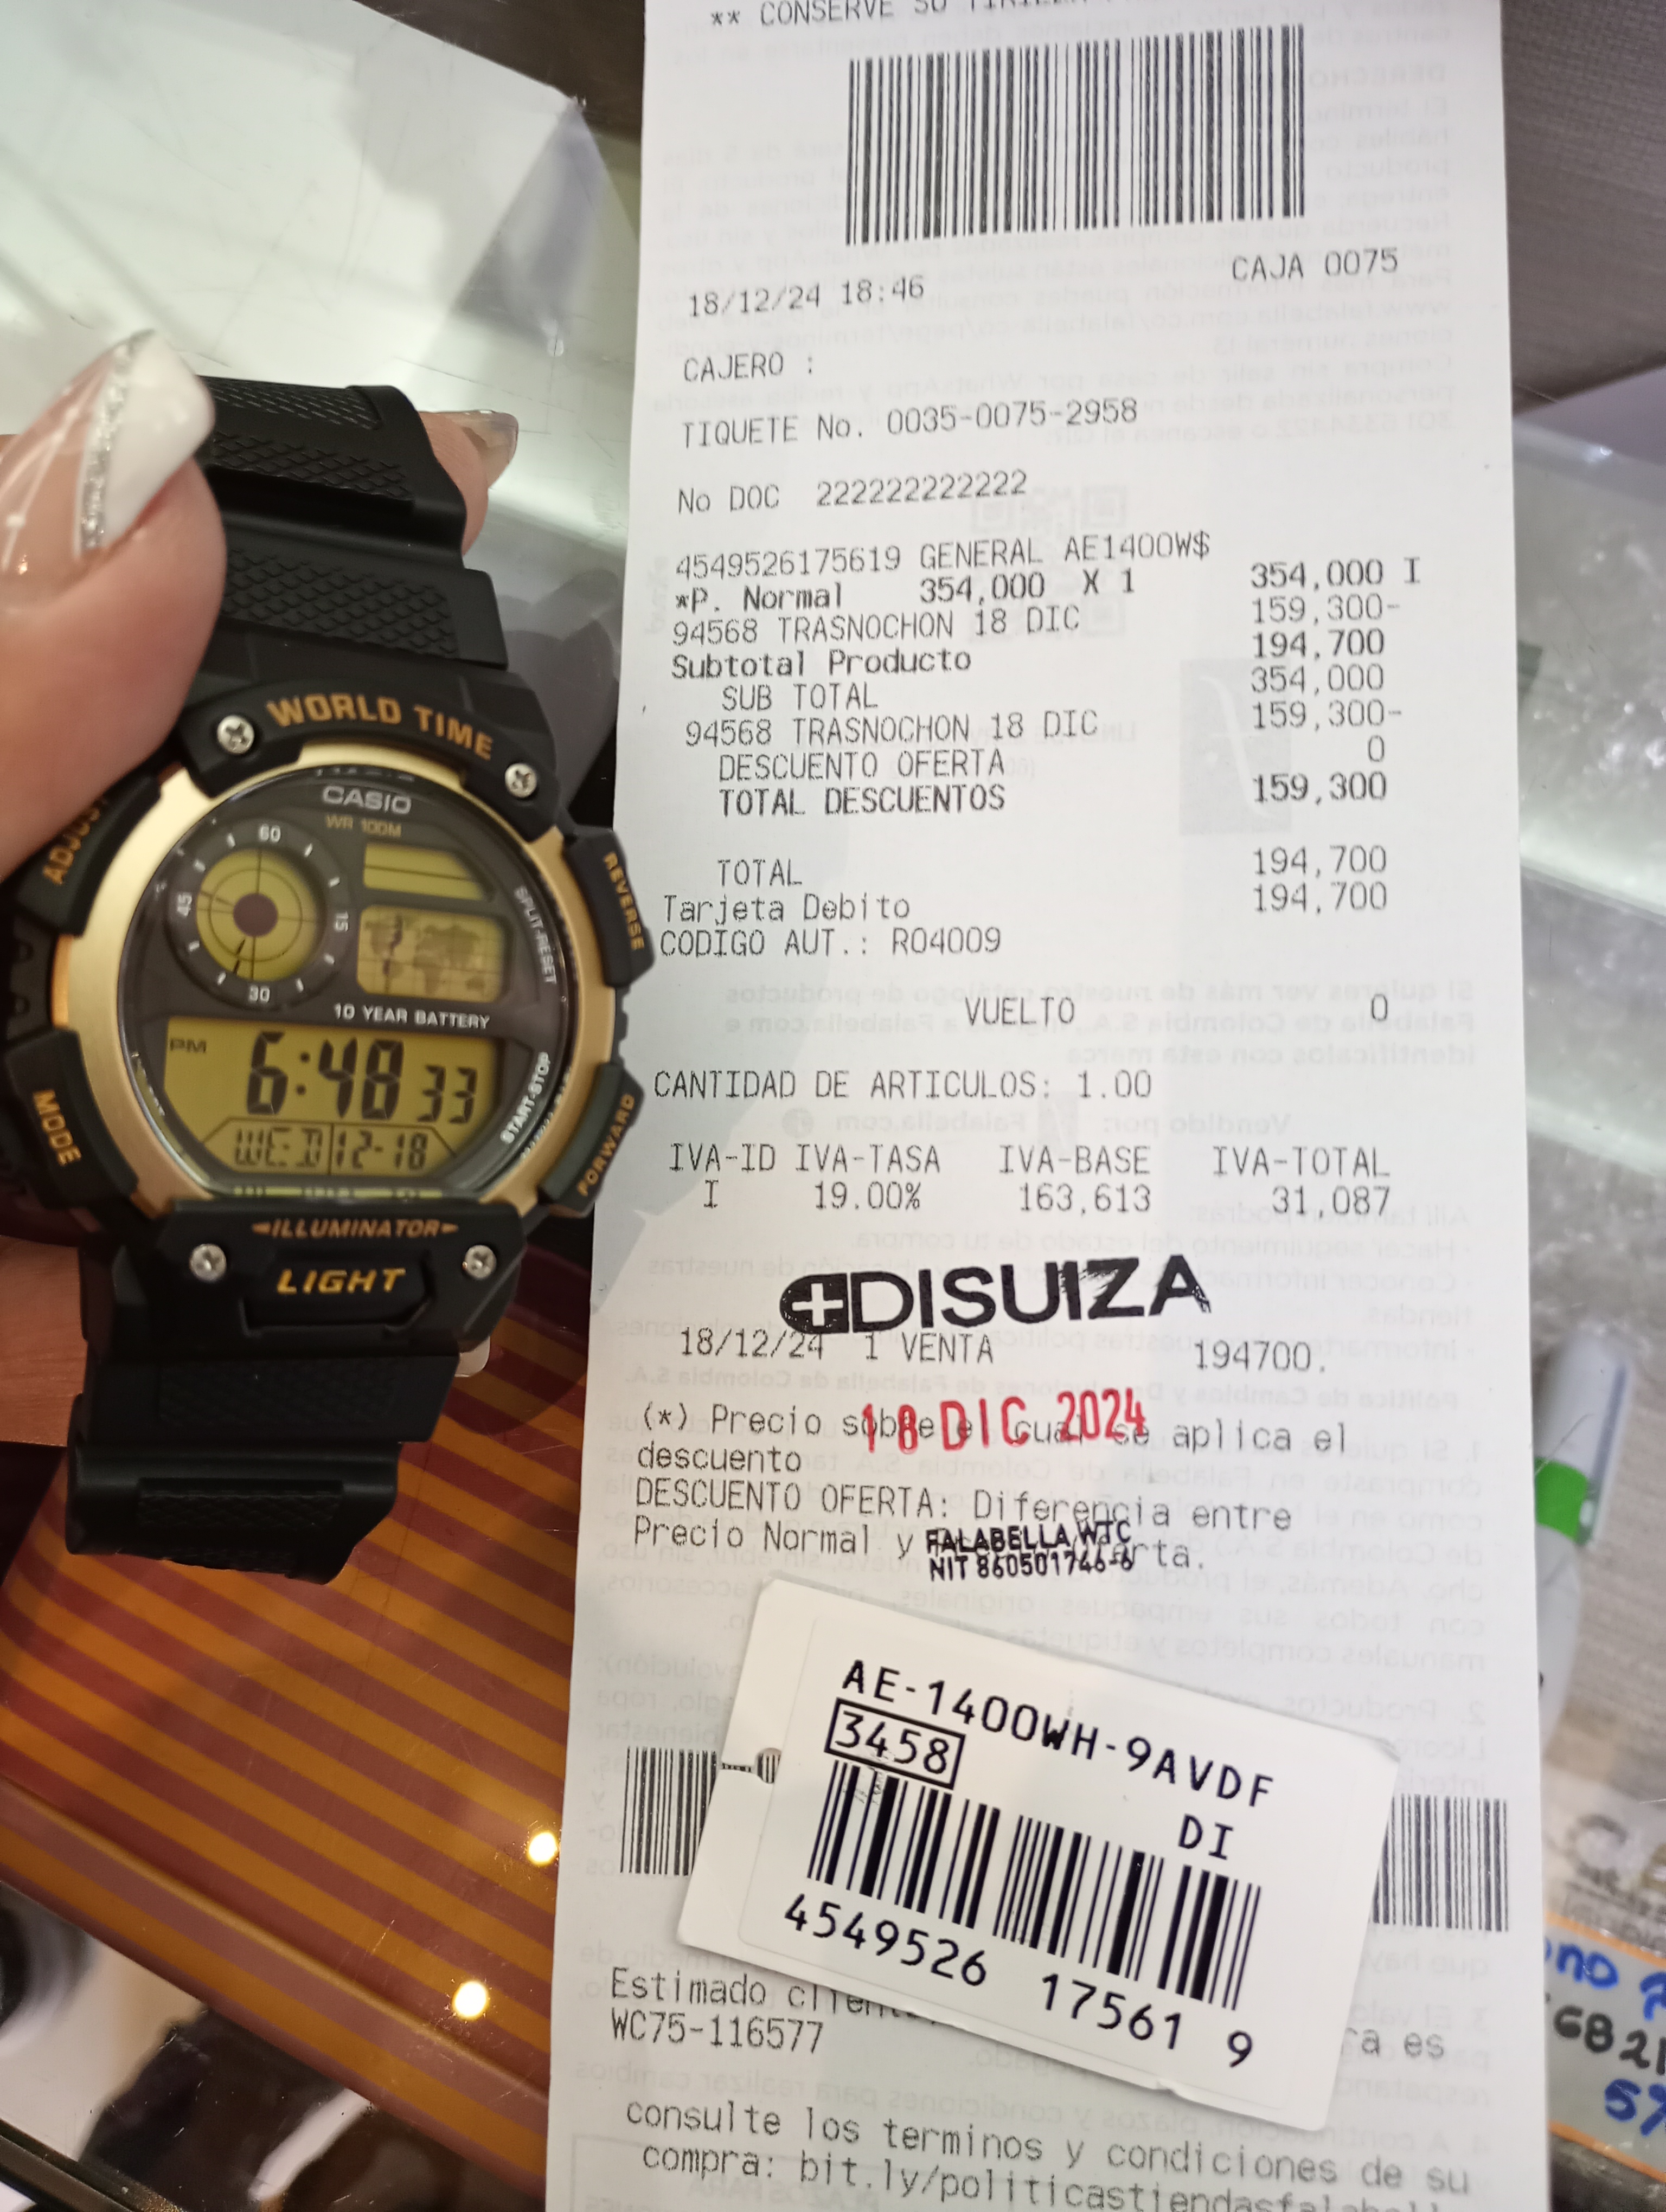 ** CONSERVE SU
18/12/24 18:46 CAJA 0075
CAJERO :
TIQUETE No. 0035-0075-2958
No DOC 222222222222
4549526175619 GENERAL AE1400W$
*P. Normal 354,000 X 1 354,000 I
94568 TRASNOCHON 18 DIC 159,300-
Subtotal Producto 194,700
SUB TOTAL 354,000
94568 TRASNOCHON 18 DIC 159,300-
DESCUENTO OFERTA 0
TOTAL DESCUENTOS 159,300
TOTAL 194,700
Tarjeta Debito 194,700
CODIGO AUT.: R04009
VUELTO 0
CANTIDAD DE ARTICULOS: 1.00
IVA-ID IVA-TASA IVA-BASE IVA-TOTAL
I 19.00% 163,613 31,087
DISUIZA
18/12/24 1 VENTA 194700.
18 DIC 2024
(*) Precio sobre el cual se aplica el
descuento
DESCUENTO OFERTA: Diferencia entre
Precio Normal y
FALABELLA WTC
NIT 860501746-6
AE-1400WH-9AVDF
3458
DI
4549526 17561 9
Estimado
WC75-116577
es
consulte los terminos y condiciones de su
compra: bit.ly/politicastiendasfalabell
WORLD TIME
ADJUST
REVERSE
CASIO
WR 100M
60
45
15
30
SPLIT-RESET
10 YEAR BATTERY
PM
6:48 33
WED 12-18
START-STOP
MODE
FORWARD
ILLUMINATOR
LIGHT